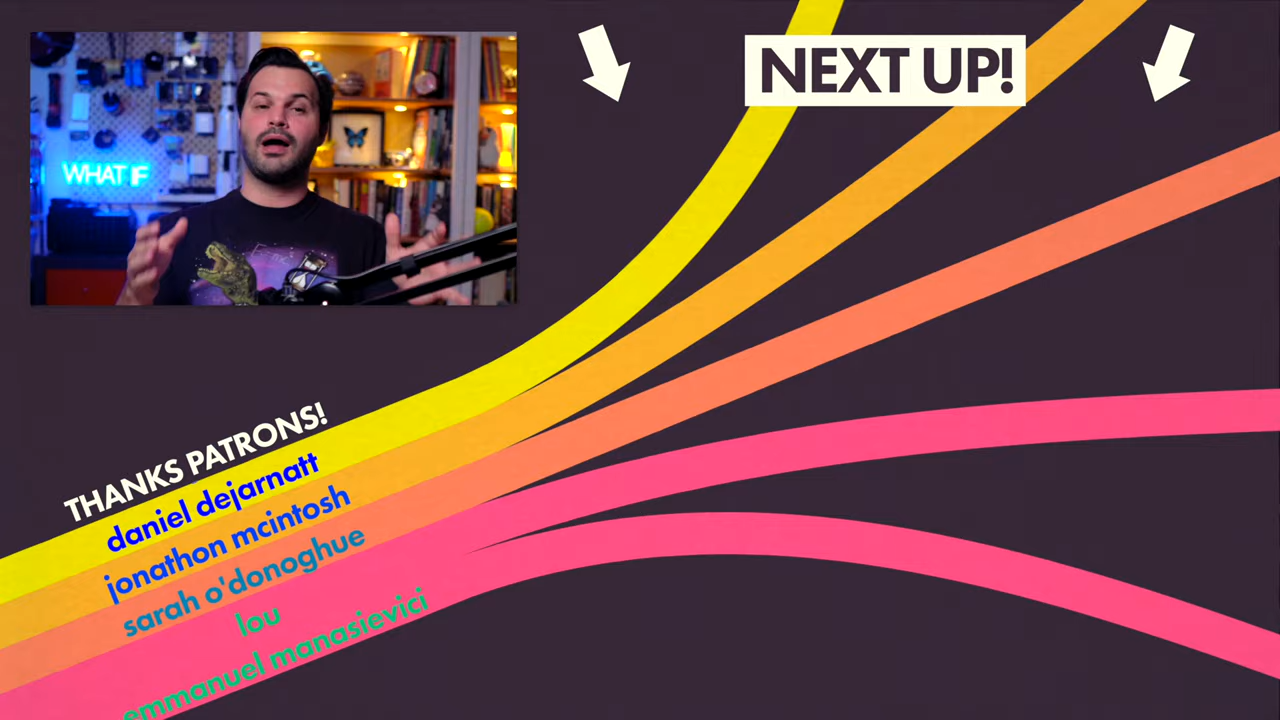 WHAT IF
NEXT UP!
THANKS PATRONS!
daniel dejarnatt
jonathon mcintosh
sarah o'donoghue
lou
emmanuel manasievici